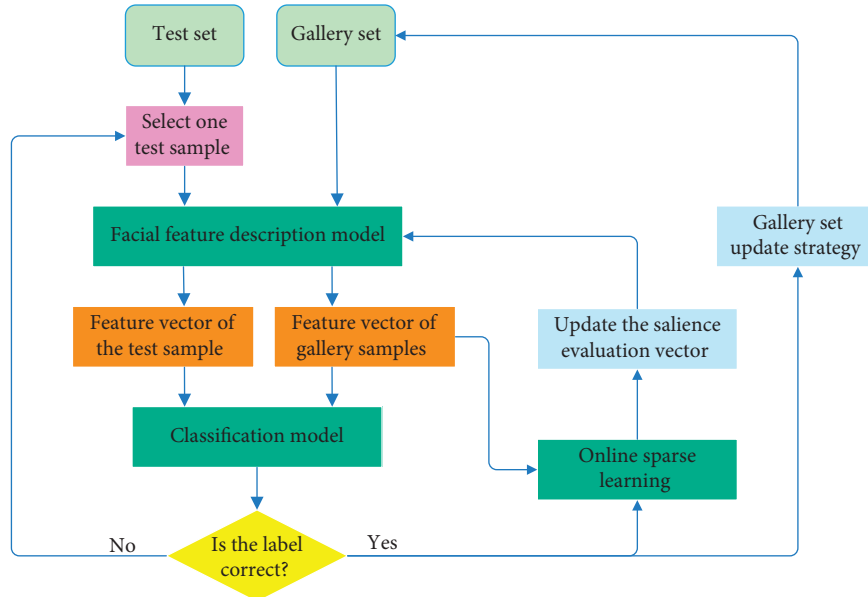 Test set
Gallery set
Select one
test sample
Facial feature description model
Gallery set
update strategy
Feature vector of
the test sample
Feature vector of
gallery samples
Update the salience
evaluation vector
Classification model
Online sparse
learning
No
Is the label
correct?
Yes